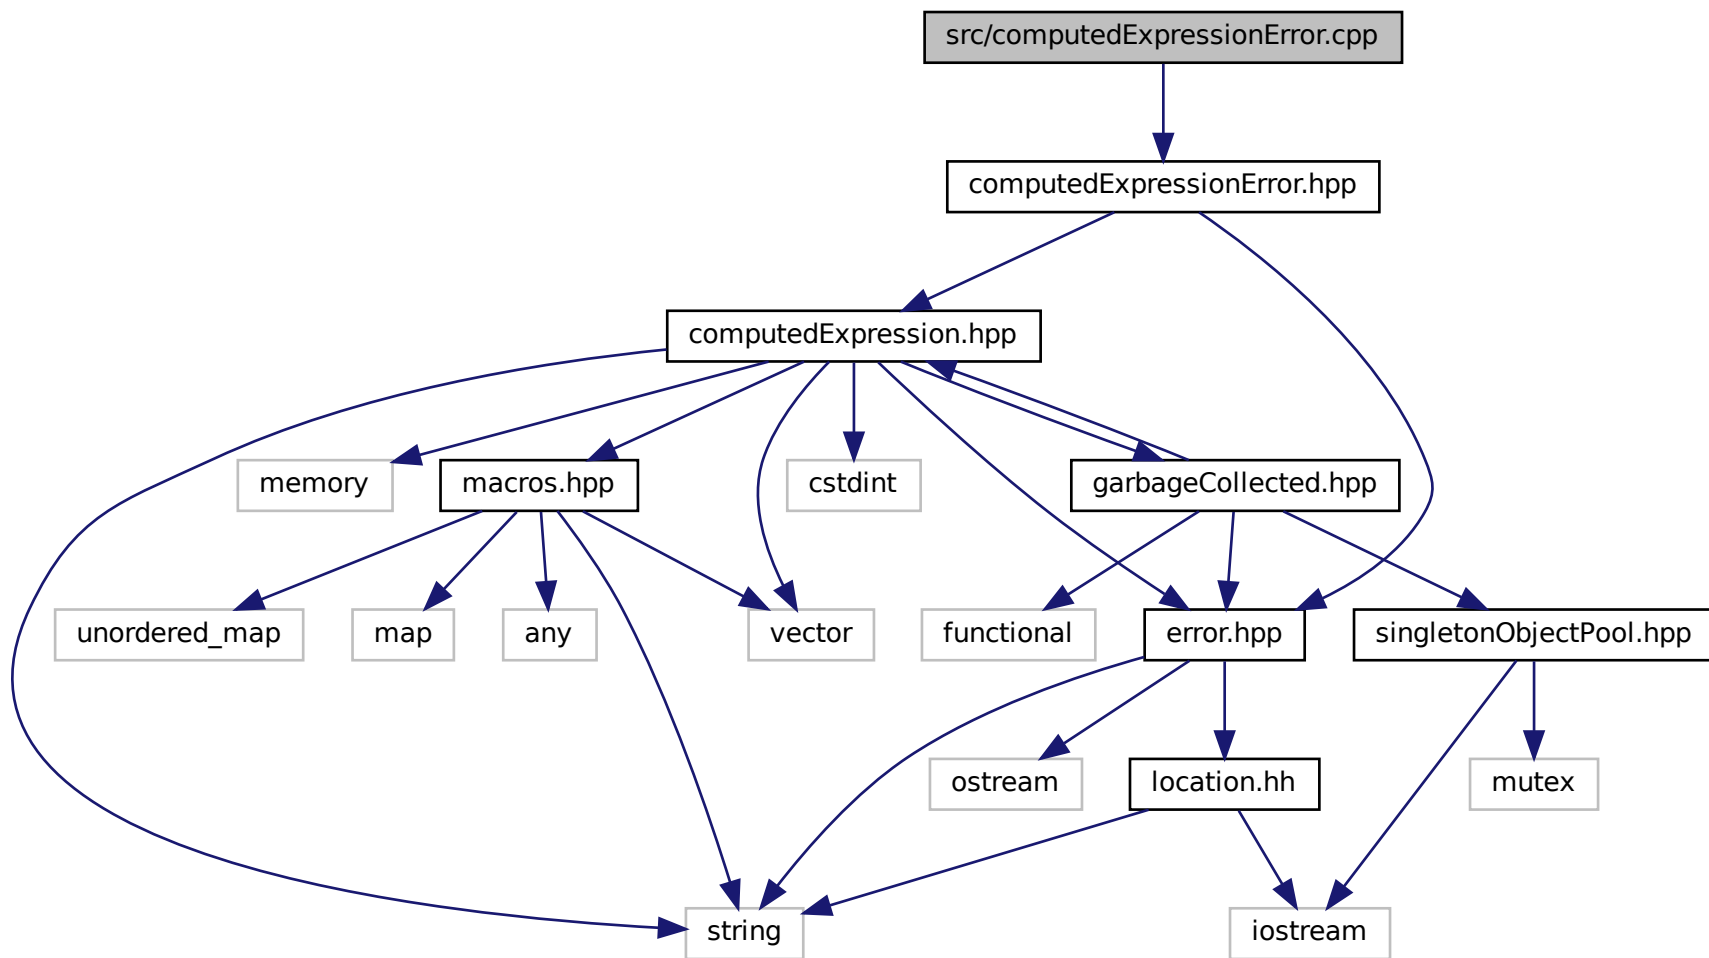 src/computedExpressionError.cpp
computedExpressionError.hpp
computedExpression.hpp
memory
macros.hpp
cstdint
garbageCollected.hpp
unordered_map
map
any
vector
functional
error.hpp
singletonObjectPool.hpp
ostream
location.hh
mutex
string
iostream